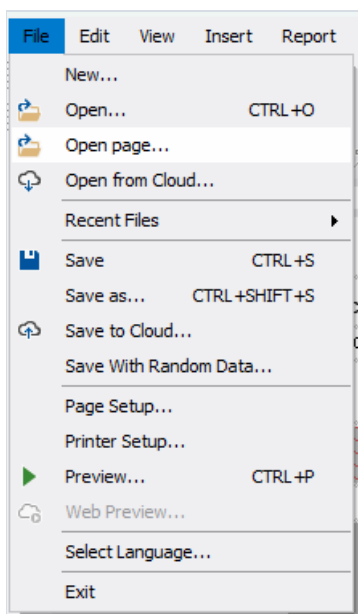 File Edit View Insert Report
New...
Open... CTRL+O
Open page...
Open from Cloud...
Recent Files
Save CTRL+S
Save as... CTRL+SHIFT+S
Save to Cloud...
Save With Random Data...
Page Setup...
Printer Setup...
Preview... CTRL+P
Web Preview...
Select Language...
Exit